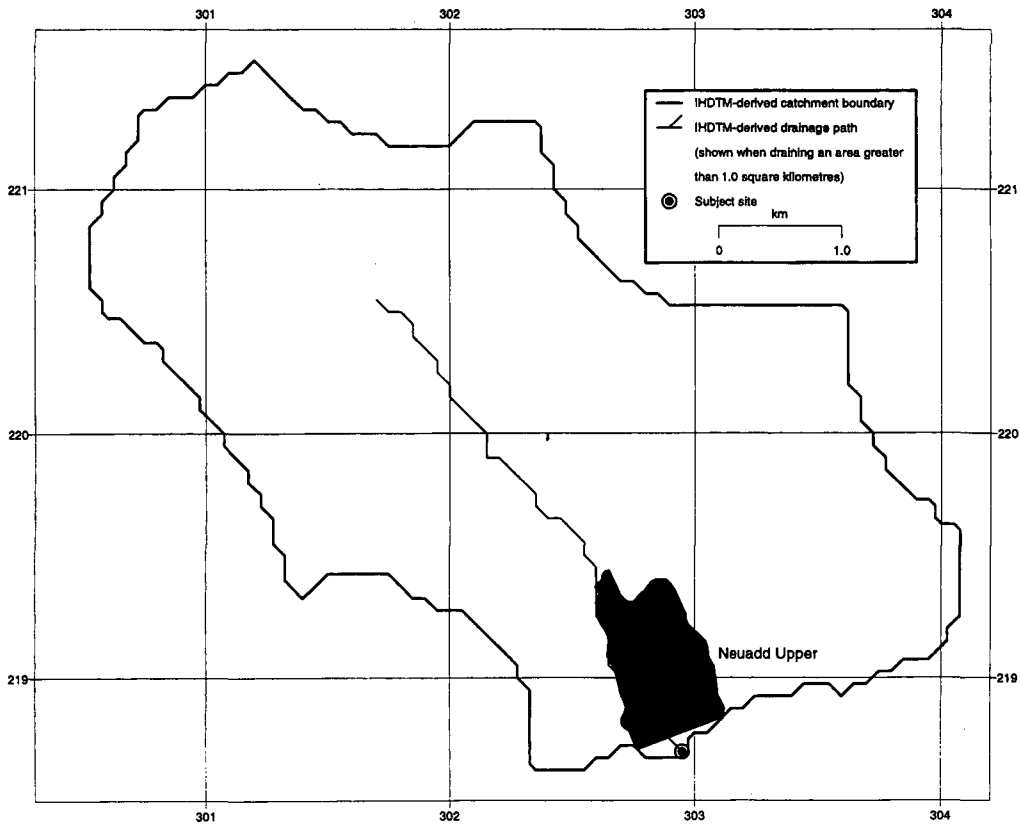 301 302 303 304
IHDTM-derived catchment boundary
IHDTM-derived drainage path
(shown when draining an area greater
than 1.0 square kilometres)
Subject site
km
0 1.0
221 221
220 220
Neuadd Upper
219 219
301 302 303 304